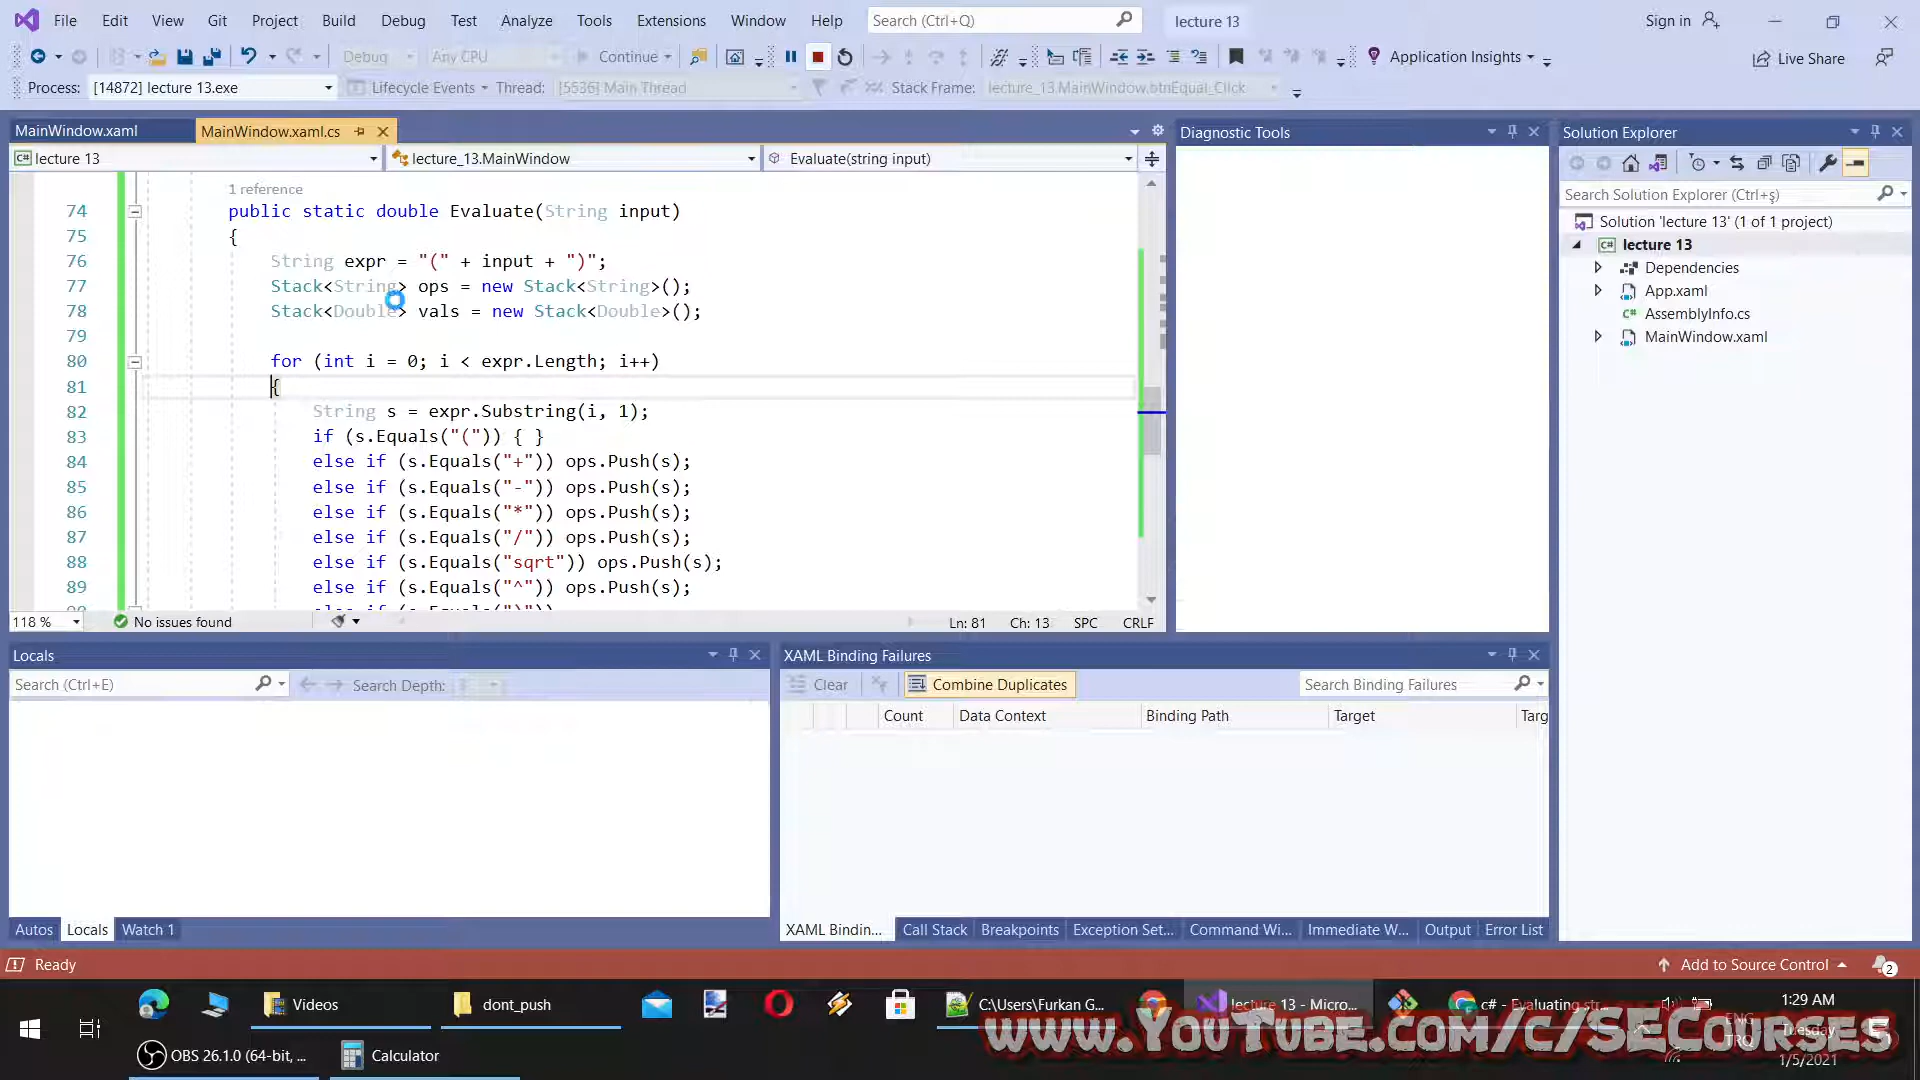 File Edit View Git Project Build Debug Test Analyze Tools Extensions Window Help Search (Ctrl+Q) lecture 13 Sign in
Debug Any CPU Continue Application Insights Live Share
Process: [14872] lecture 13.exe Lifecycle Events Thread: [5536] Main Thread Stack Frame: lecture_13.MainWindow.btnEqual_Click
MainWindow.xaml MainWindow.xaml.cs Diagnostic Tools Solution Explorer
lecture 13 lecture_13.MainWindow Evaluate(string input)
Search Solution Explorer (Ctrl+ş)
Solution 'lecture 13' (1 of 1 project)
lecture 13
Dependencies
App.xaml
AssemblyInfo.cs
MainWindow.xaml
1 reference
74 public static double Evaluate(String input)
75 {
76 String expr = "(" + input + ")";
77 Stack<String> ops = new Stack<String>();
78 Stack<Double> vals = new Stack<Double>();
79
80 for (int i = 0; i < expr.Length; i++)
81 {
82 String s = expr.Substring(i, 1);
83 if (s.Equals("(")) { }
84 else if (s.Equals("+")) ops.Push(s);
85 else if (s.Equals("-")) ops.Push(s);
86 else if (s.Equals("*")) ops.Push(s);
87 else if (s.Equals("/")) ops.Push(s);
88 else if (s.Equals("sqrt")) ops.Push(s);
89 else if (s.Equals("^")) ops.Push(s);
118 % No issues found Ln: 81 Ch: 13 SPC CRLF
Locals
Search (Ctrl+E) Search Depth:
XAML Binding Failures
Clear Combine Duplicates Search Binding Failures
Count Data Context Binding Path Target Targ
Autos Locals Watch 1
XAML Bindin... Call Stack Breakpoints Exception Set... Command Wi... Immediate W... Output Error List
Ready Add to Source Control 2
Videos dont_push C:\Users\Furkan G... lecture 13 - Micro... c# - Evaluating str...
1:29 AM
ENG
TRQ
Tuesday
1/5/2021
OBS 26.1.0 (64-bit, ... Calculator
www.YouTube.com/c/SECourses